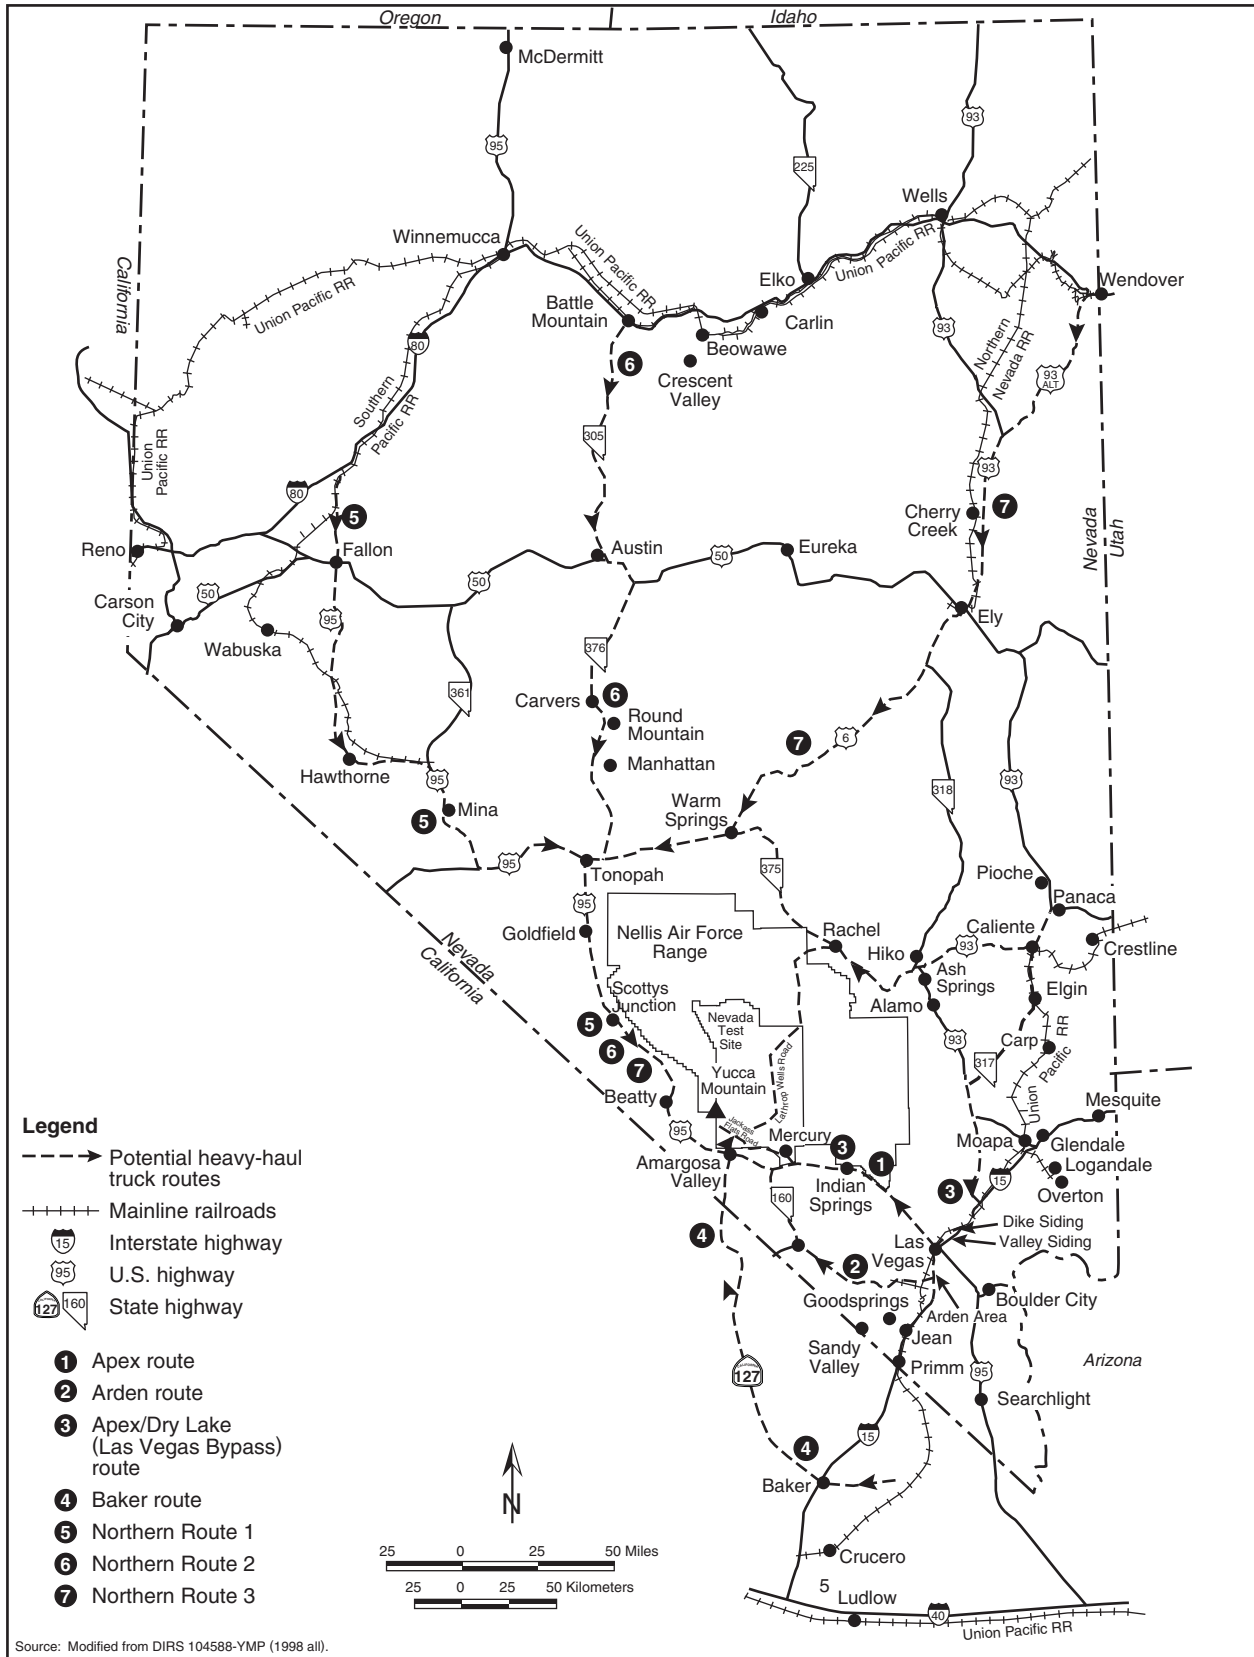 Oregon
Idaho
McDermitt
95
93
225
Wells
Winnemucca
Union Pacific RR
Union Pacific RR
California
Union Pacific RR
Elko
Wendover
Battle
Mountain
Carlin
80
Beowawe
93
Northern
Nevada RR
6
Crescent
Valley
93
ALT
Southern
Pacific RR
305
Union
Pacific RR
93
80
7
5
Cherry
Creek
Nevada
Utah
Reno
Fallon
Austin
50
Eureka
50
Carson
City
50
95
Ely
Wabuska
376
361
Carvers
6
Round
Mountain
7
6
Manhattan
Hawthorne
95
93
318
Mina
5
Warm
Springs
95
Tonopah
375
Pioche
Panaca
95
Goldfield
Nellis Air Force
Range
Rachel
Caliente
93
Hiko
Crestline
Nevada
California
Ash
Springs
Scottys
Junction
Alamo
Elgin
5
Nevada
Test
Site
93
Carp
RR
6
Lathrop Wells Road
317
Pacific
7
Yucca
Mountain
Beatty
Union
Mesquite
Jackass
Flats Road
95
Mercury
3
Moapa
Glendale
Amargosa
Valley
1
Logandale
Indian
Springs
3
15
Overton
160
4
Las
Vegas
Dike Siding
Valley Siding
2
Goodsprings
Boulder City
Arden Area
Sandy
Valley
Jean
Primm
Arizona
127
95
Searchlight
15
4
Baker
Crucero
5
Ludlow
40
Union Pacific RR
Legend
Potential heavy-haul
truck routes
Mainline railroads
15
Interstate highway
95
U.S. highway
127
160
State highway
1 Apex route
2 Arden route
3 Apex/Dry Lake
(Las Vegas Bypass)
route
4 Baker route
5 Northern Route 1
6 Northern Route 2
7 Northern Route 3
N
25 0 25 50 Miles
25 0 25 50 Kilometers
Source: Modified from DIRS 104588-YMP (1998 all).